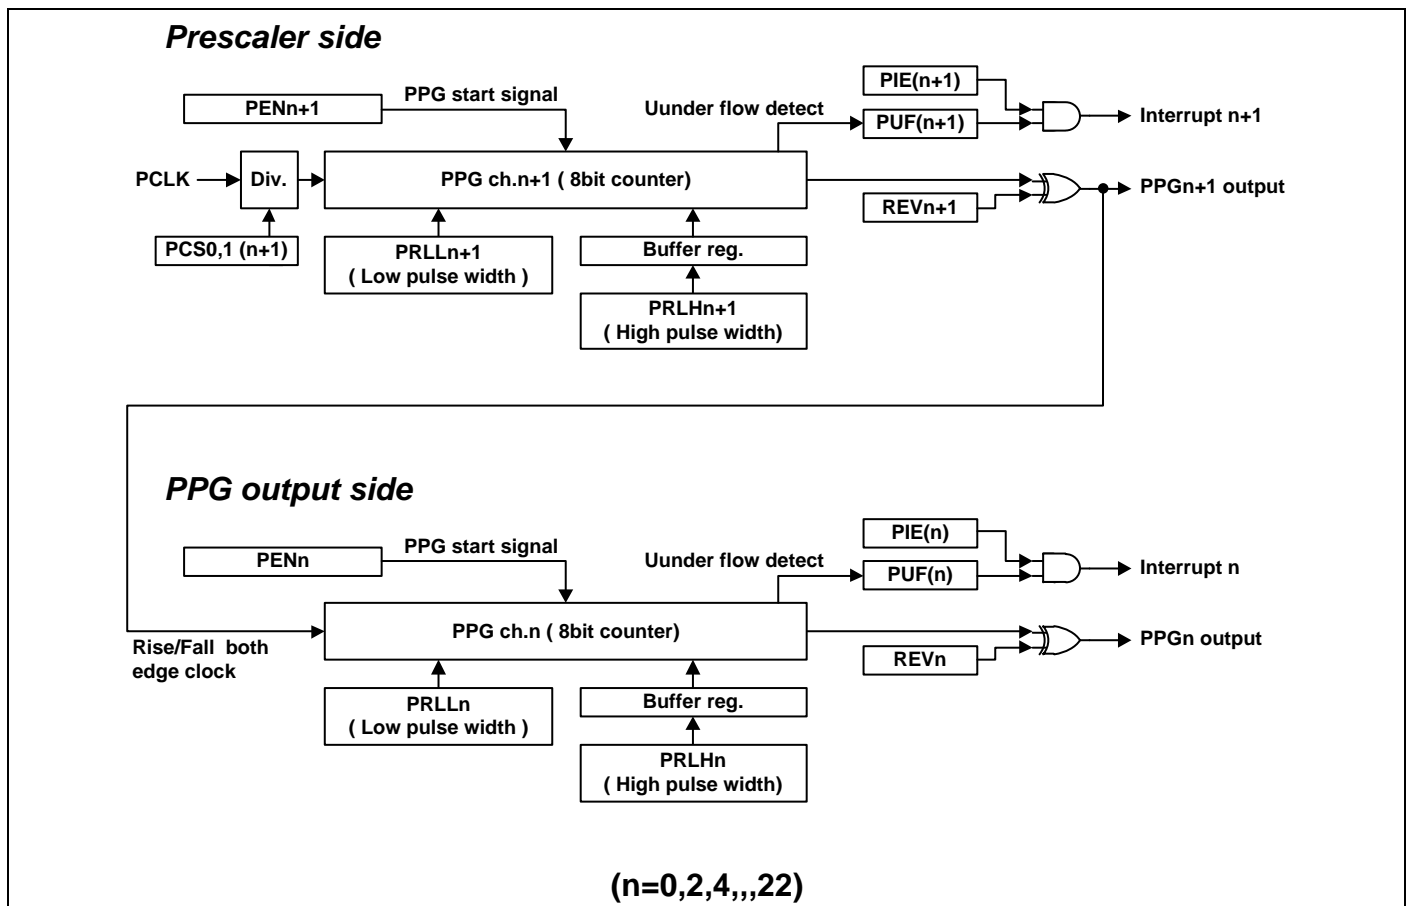 Prescaler side
PIE(n+1)
PENn+1
PPG start signal
Uunder flow detect
PUF(n+1)
Interrupt n+1
PCLK
Div.
PPG ch.n+1 ( 8bit counter)
PPGn+1 output
REVn+1
PCS0,1 (n+1)
PRLLn+1
( Low pulse width )
Buffer reg.
PRLHn+1
( High pulse width)
PPG output side
PIE(n)
PENn
PPG start signal
Uunder flow detect
PUF(n)
Interrupt n
PPG ch.n ( 8bit counter)
PPGn output
Rise/Fall both
edge clock
REVn
PRLLn
( Low pulse width )
Buffer reg.
PRLHn
( High pulse width)
(n=0,2,4,,,22)